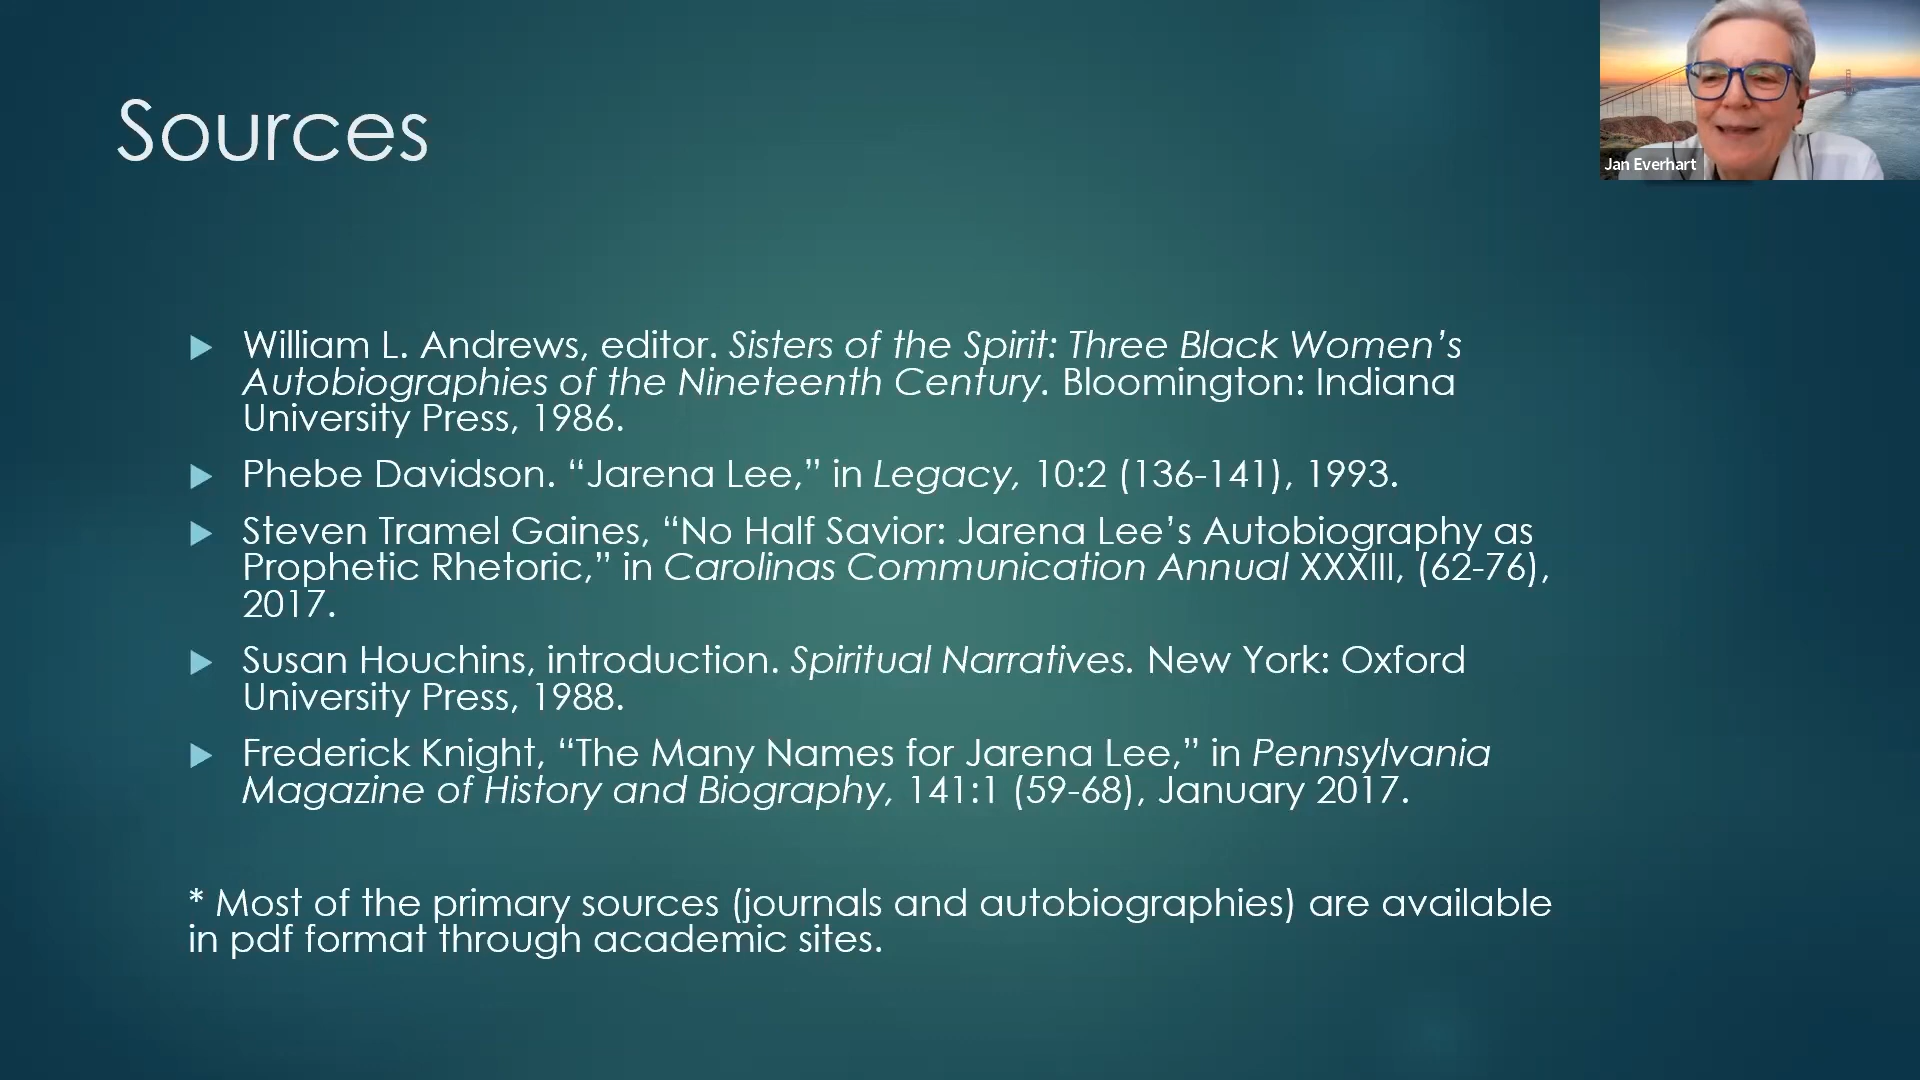 Sources
Jan Everhart
William L. Andrews, editor. Sisters of the Spirit: Three Black Women’s
Autobiographies of the Nineteenth Century. Bloomington: Indiana
University Press, 1986.
Phebe Davidson. “Jarena Lee,” in Legacy, 10:2 (136-141), 1993.
Steven Tramel Gaines, “No Half Savior: Jarena Lee’s Autobiography as
Prophetic Rhetoric,” in Carolinas Communication Annual XXXIII, (62-76),
2017.
Susan Houchins, introduction. Spiritual Narratives. New York: Oxford
University Press, 1988.
Frederick Knight, “The Many Names for Jarena Lee,” in Pennsylvania
Magazine of History and Biography, 141:1 (59-68), January 2017.
* Most of the primary sources (journals and autobiographies) are available
in pdf format through academic sites.